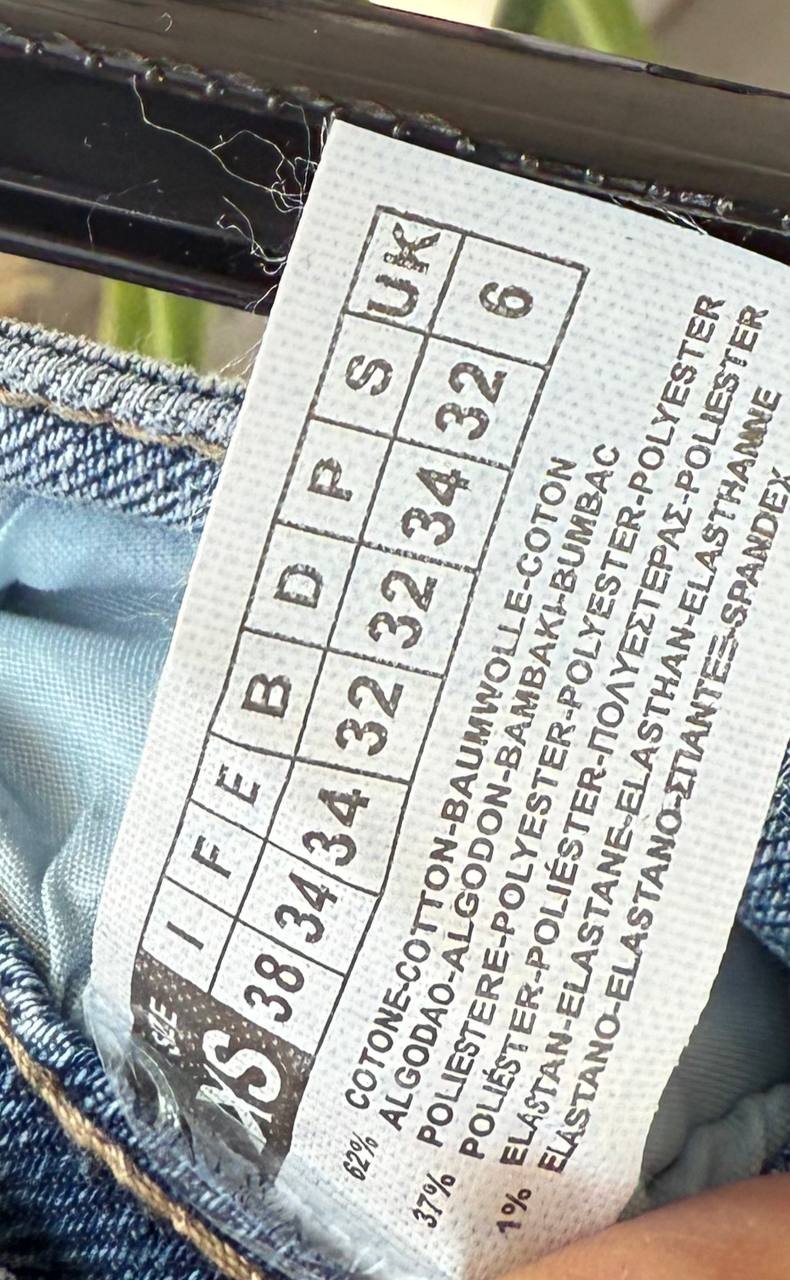 SIZE I F E B D P S UK
XS 38 34 34 32 32 34 32 6
62% COTONE-COTTON-BAUMWOLLE-COTON
ALGODAO-ALGODON-BAMBAKI-BUMBAC
37% POLIESTERE-POLYESTER-POLYESTER-POLYESTER
POLIÉSTER-POLIÉSTER-ΠΟΛΥΕΣΤΕΡΑΣ-POLIESTER
1% ELASTAN-ELASTANE-ELASTHAN-ELASTHANNE
ELASTANO-ELASTANO-ΣΠΑΝΤΕΞ-SPANDEX